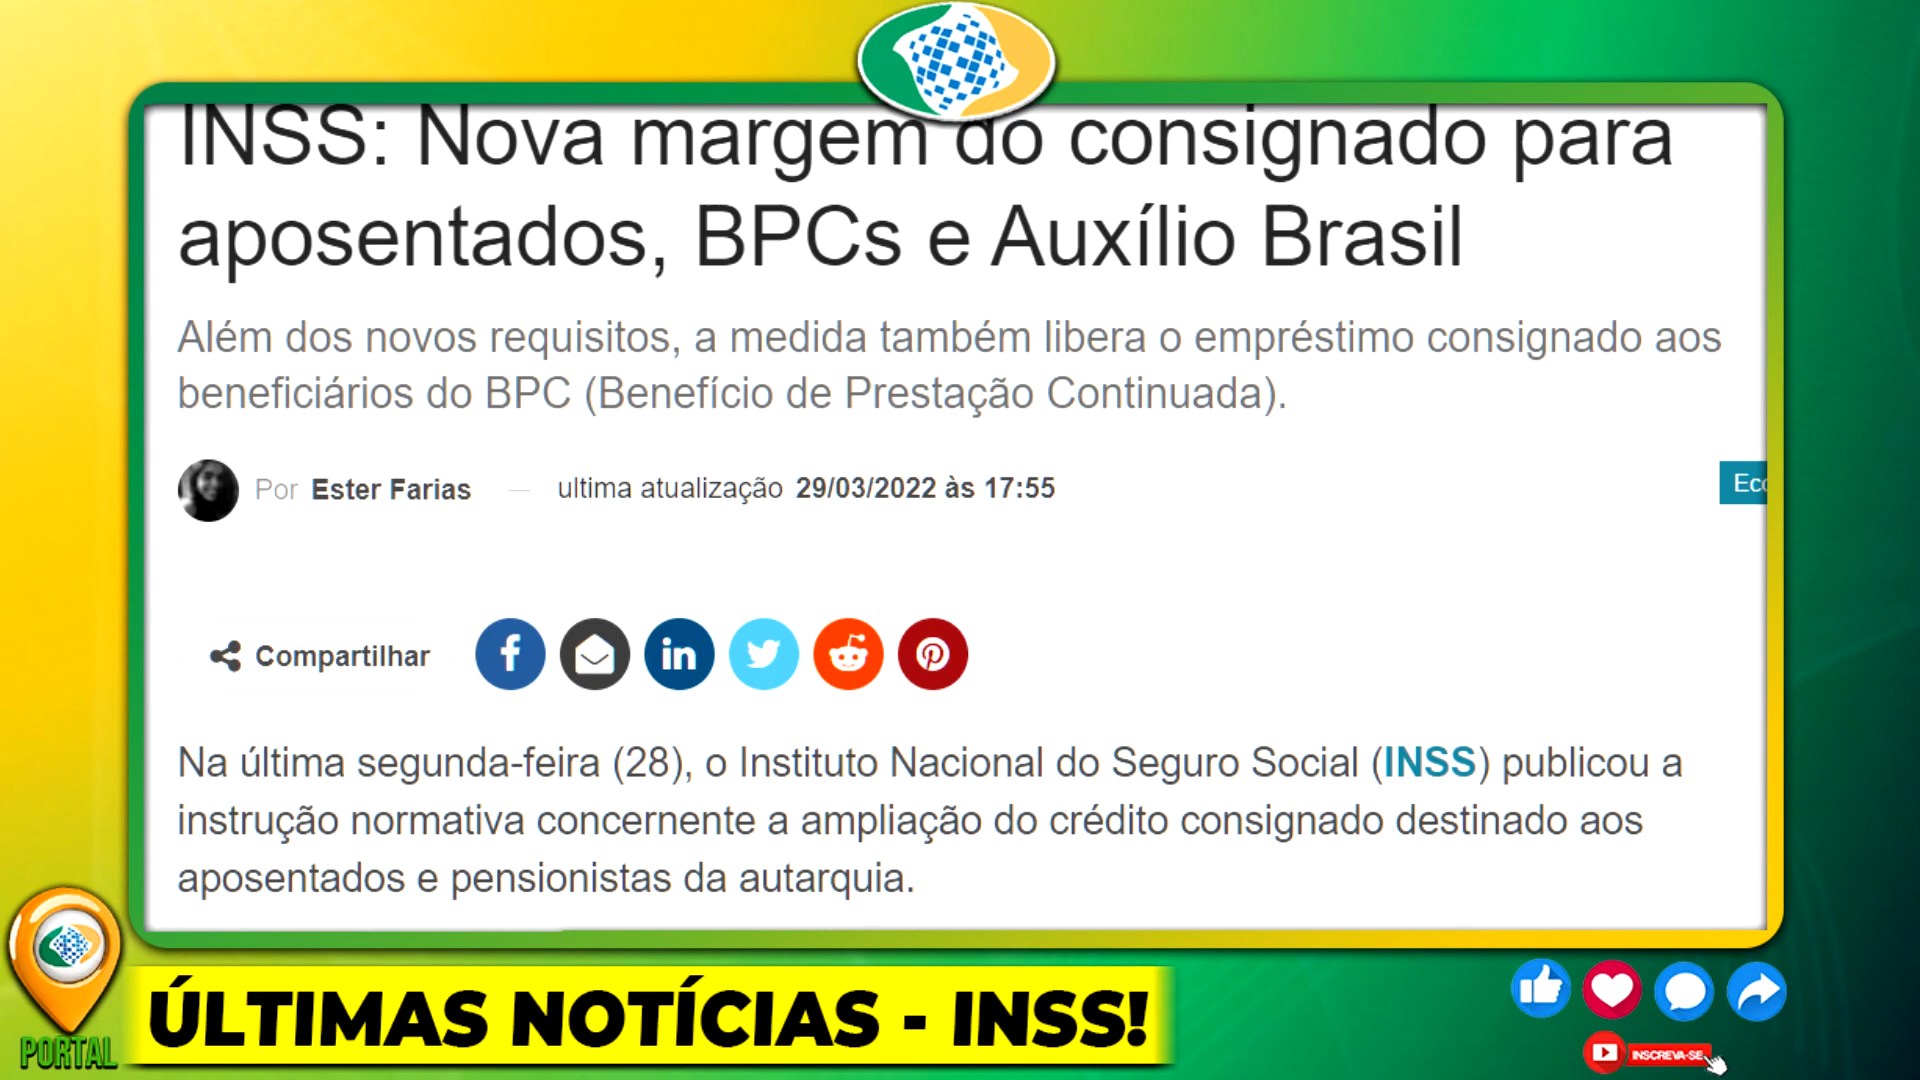 INSS: Nova margem do consignado para
aposentados, BPCs e Auxílio Brasil
Além dos novos requisitos, a medida também libera o empréstimo consignado aos
beneficiários do BPC (Benefício de Prestação Continuada).
Por Ester Farias — ultima atualização 29/03/2022 às 17:55
Eco
Compartilhar
Na última segunda-feira (28), o Instituto Nacional do Seguro Social (INSS) publicou a
instrução normativa concernente a ampliação do crédito consignado destinado aos
aposentados e pensionistas da autarquia.
ÚLTIMAS NOTÍCIAS - INSS!
PORTAL
INSCREVA-SE